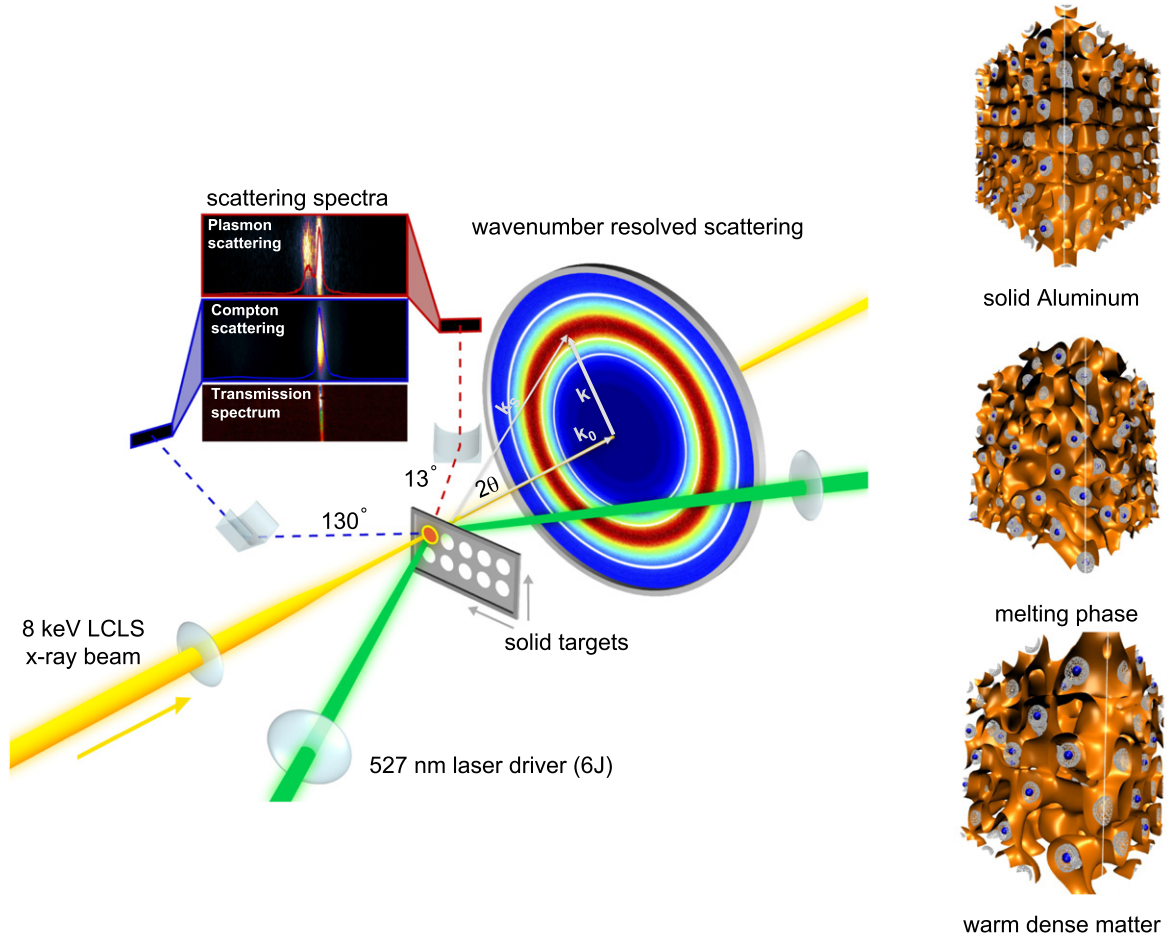 scattering spectra
Plasmon
scattering
Compton
scattering
Transmission
spectrum
wavenumber resolved scattering
kₛ
k
k₀
2θ
13°
130°
8 keV LCLS
x-ray beam
solid targets
527 nm laser driver (6J)
solid Aluminum
melting phase
warm dense matter